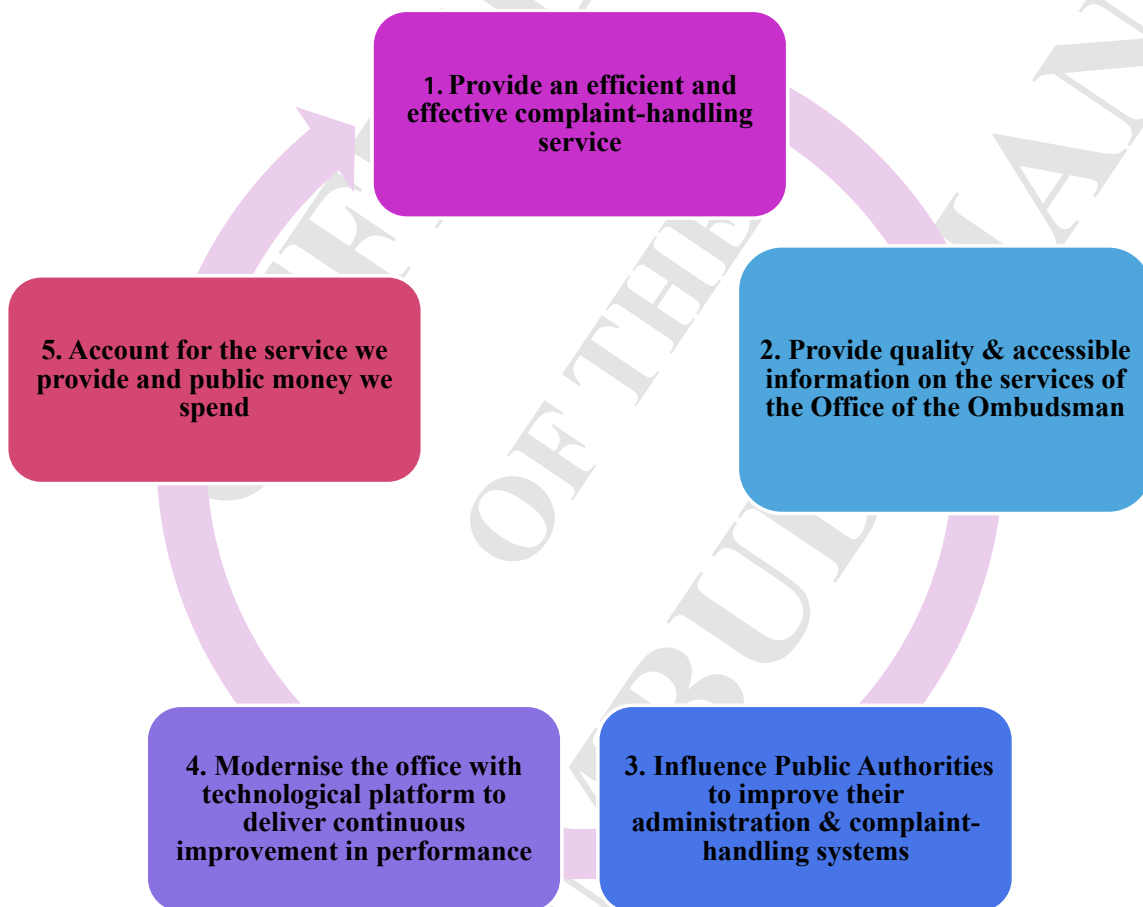 1. Provide an efficient and
effective complaint-handling
service
2. Provide quality & accessible
information on the services of
the Office of the Ombudsman
3. Influence Public Authorities
to improve their
administration & complaint-
handling systems
4. Modernise the office with
technological platform to
deliver continuous
improvement in performance
5. Account for the service we
provide and public money we
spend
OF THE